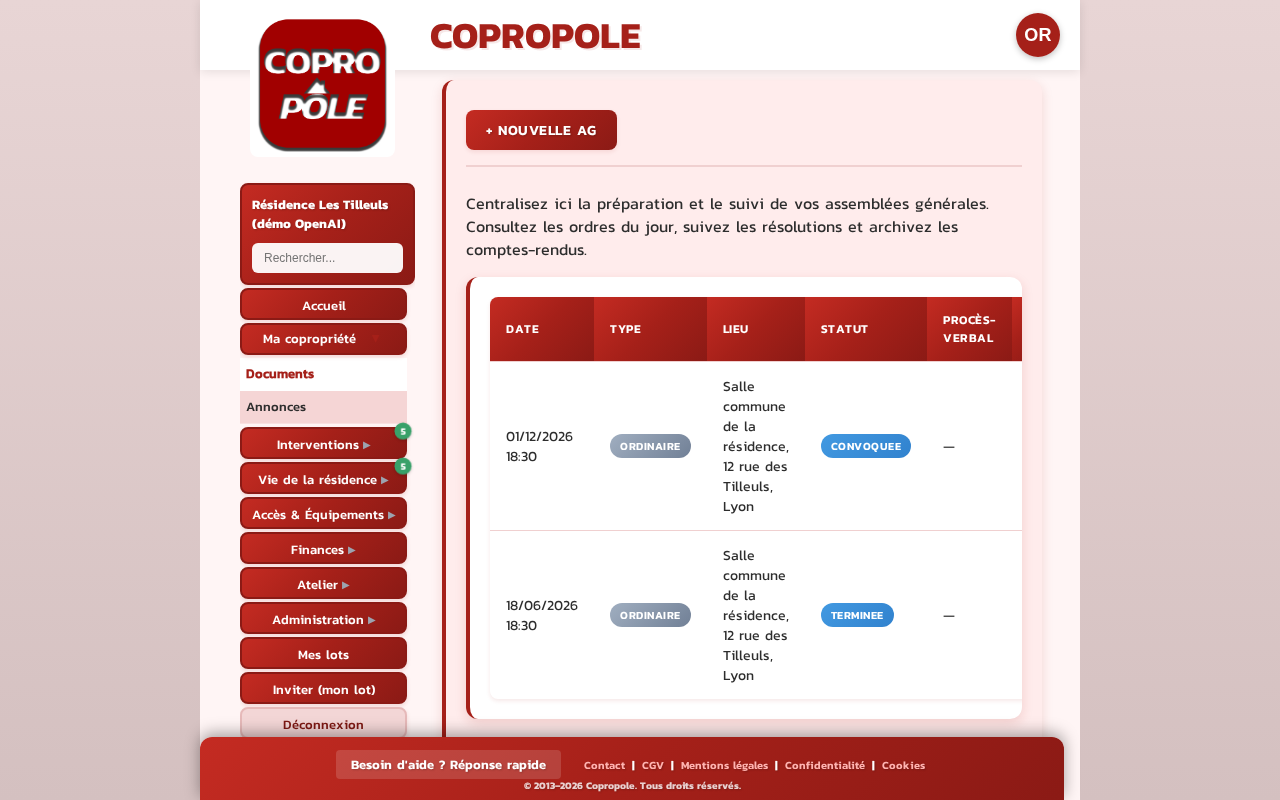 COPRO
PÔLE
COPROPOLE
OR
Résidence Les Tilleuls
(démo OpenAI)
Rechercher...
Accueil
Ma copropriété
Documents
Annonces
Interventions ▶
5
Vie de la résidence ▶
5
Accès & Équipements ▶
Finances ▶
Atelier ▶
Administration ▶
Mes lots
Inviter (mon lot)
Déconnexion
+ NOUVELLE AG
Centralisez ici la préparation et le suivi de vos assemblées générales.
Consultez les ordres du jour, suivez les résolutions et archivez les
comptes-rendus.
DATE
TYPE
LIEU
STATUT
PROCÈS-
VERBAL
01/12/2026
18:30
ORDINAIRE
Salle
commune
de la
résidence,
12 rue des
Tilleuls,
Lyon
CONVOQUEE
—
18/06/2026
18:30
ORDINAIRE
Salle
commune
de la
résidence,
12 rue des
Tilleuls,
Lyon
TERMINEE
—
Besoin d'aide ? Réponse rapide
Contact | CGV | Mentions légales | Confidentialité | Cookies
© 2013–2026 Copropole. Tous droits réservés.